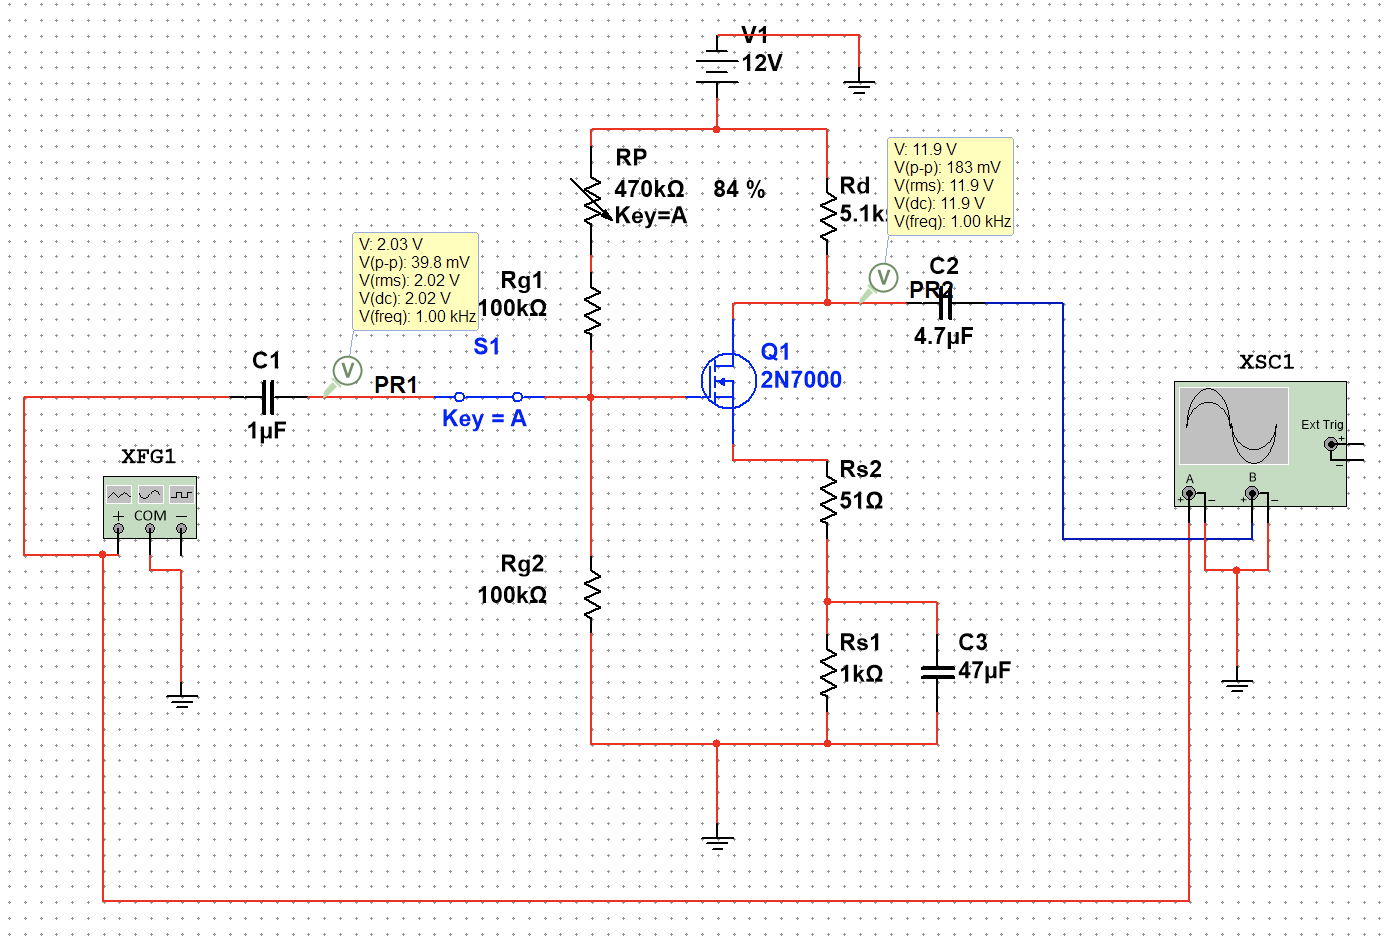 V1
12V
RP
470kΩ 84 %
Key=A
Rd
5.1k
V: 11.9 V
V(p-p): 183 mV
V(rms): 11.9 V
V(dc): 11.9 V
V(freq): 1.00 kHz
V: 2.03 V
V(p-p): 39.8 mV
V(rms): 2.02 V
V(dc): 2.02 V
V(freq): 1.00 kHz
Rg1
100kΩ
V
PR2
C2
4.7µF
S1
Key = A
C1
1µF
V
PR1
Q1
2N7000
XSC1
Ext Trig
+
−
A
B
+
−
+
−
XFG1
+ COM −
Rs2
51Ω
Rg2
100kΩ
Rs1
1kΩ
C3
47µF